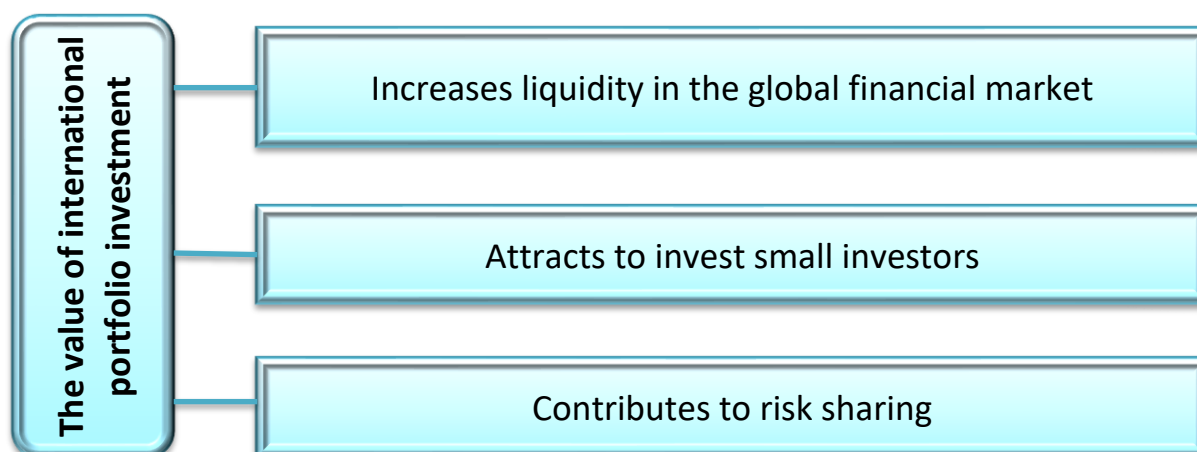 The value of international
portfolio investment
Increases liquidity in the global financial market
Attracts to invest small investors
Contributes to risk sharing